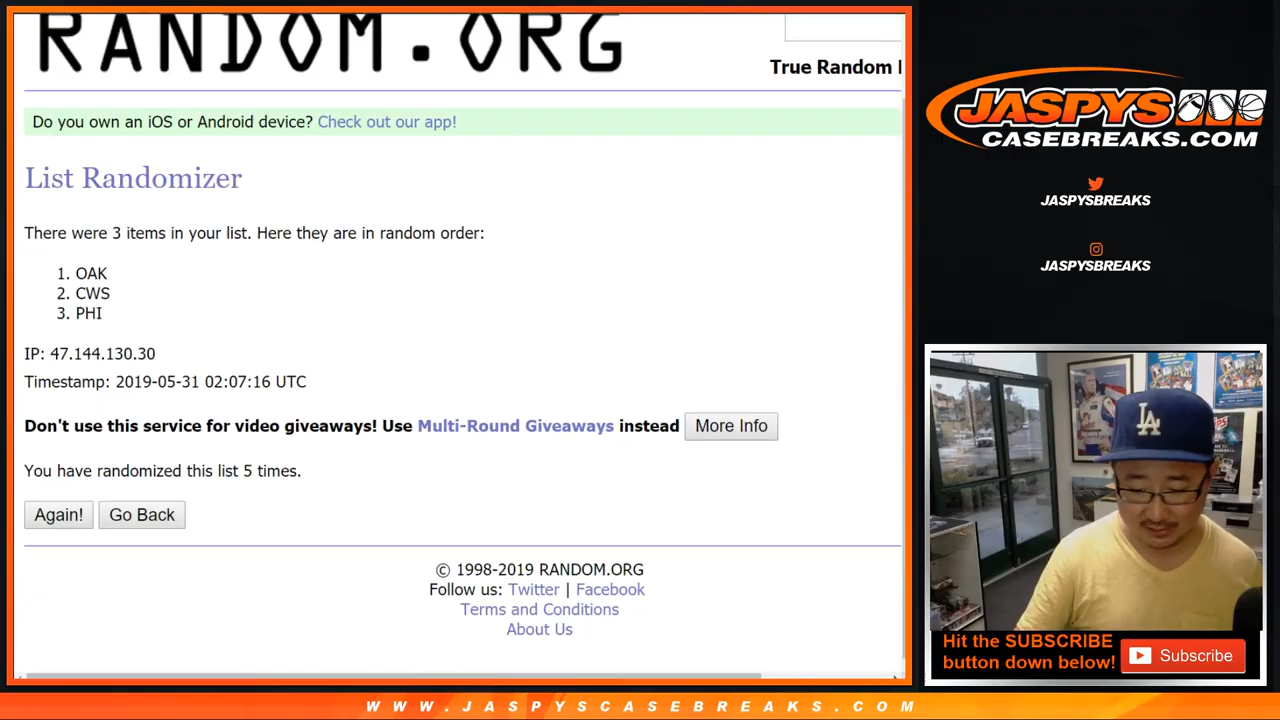 RANDOM.ORG
True Random
Do you own an iOS or Android device? Check out our app!
List Randomizer
There were 3 items in your list. Here they are in random order:
1. OAK
2. CWS
3. PHI
IP: 47.144.130.30
Timestamp: 2019-05-31 02:07:16 UTC
Don't use this service for video giveaways! Use Multi-Round Giveaways instead More Info
You have randomized this list 5 times.
Again! Go Back
© 1998-2019 RANDOM.ORG
Follow us: Twitter | Facebook
Terms and Conditions
About Us
JASPYS
CASEBREAKS.COM
JASPYSBREAKS
JASPYSBREAKS
LA
Hit the SUBSCRIBE
button down below!
Subscribe
WWW.JASPYSCASEBREAKS.COM